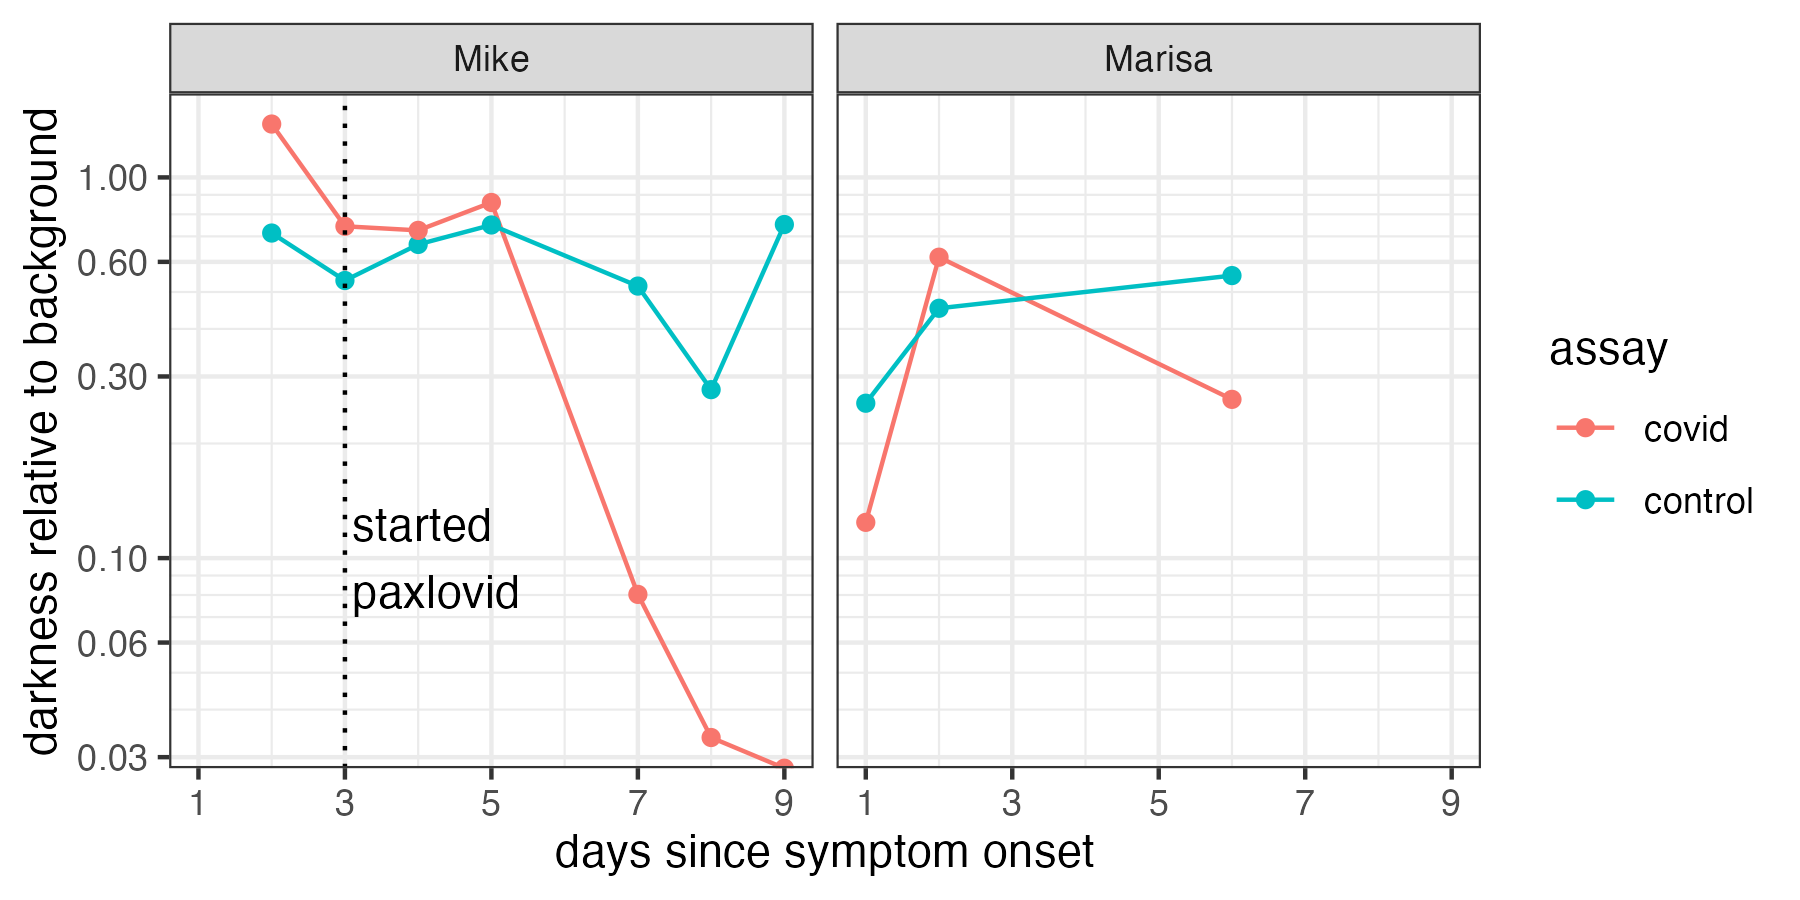 Mike
Marisa
darkness relative to background
1.00
0.60
0.30
0.10
0.06
0.03
started
paxlovid
1 3 5 7 9
1 3 5 7 9
days since symptom onset
assay
covid
control